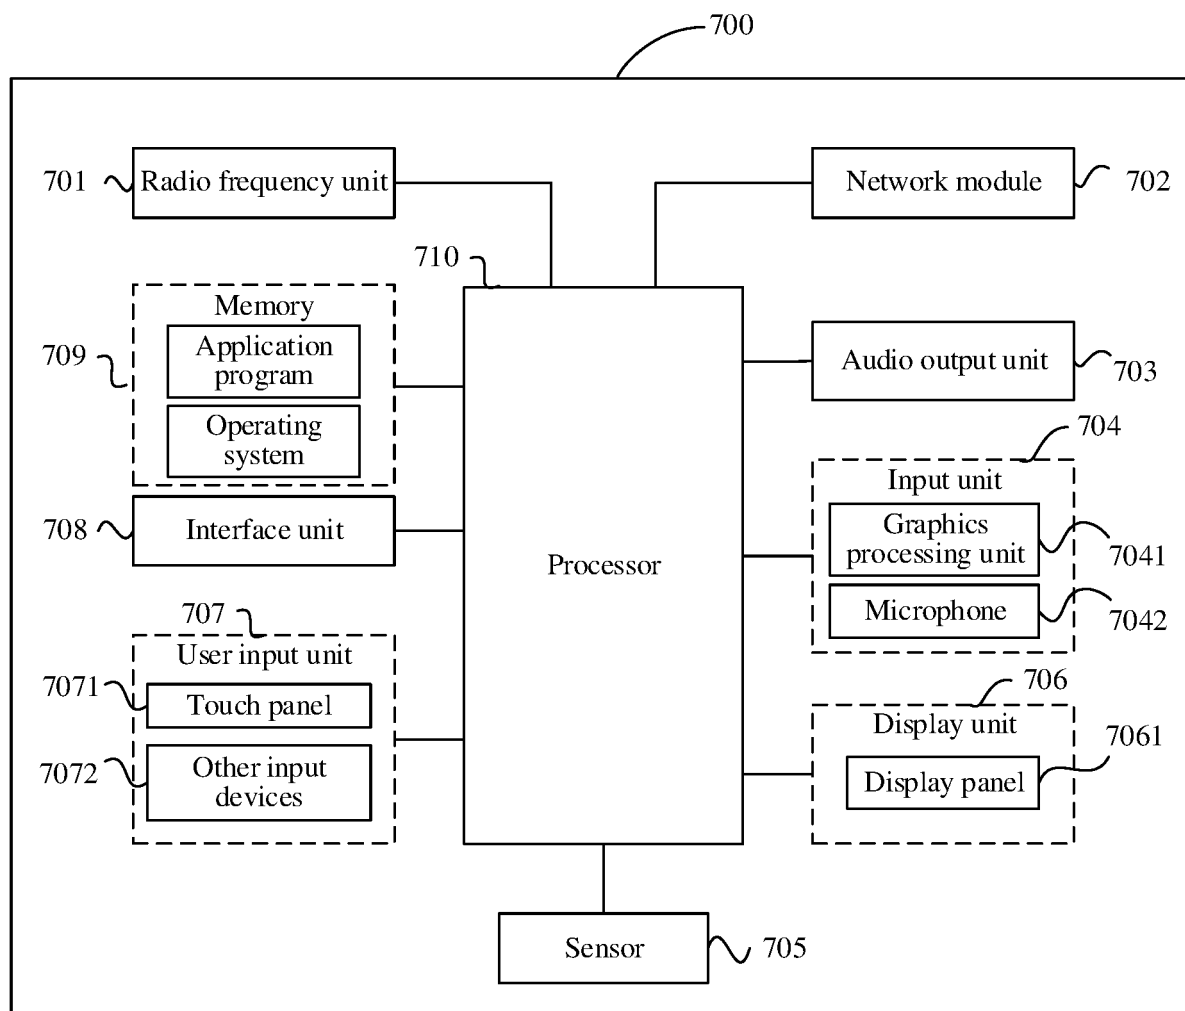 700
701
Radio frequency unit
Network module
702
710
Memory
709
Application
program
Operating
system
Audio output unit
703
704
Input unit
708
Interface unit
Graphics
processing unit
7041
Processor
Microphone
7042
707
User input unit
7071
Touch panel
7072
Other input
devices
706
Display unit
7061
Display panel
Sensor
705